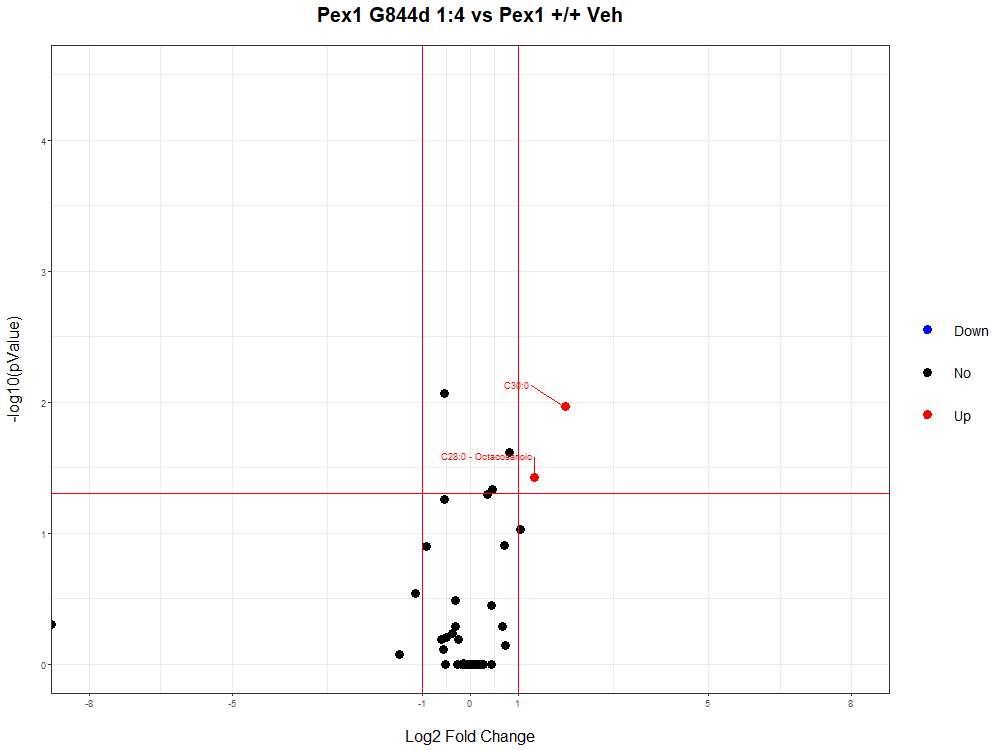 Pex1 G844d 1:4 vs Pex1 +/+ Veh
4
3
2
1
0
-log10(pValue)
C30:0
C28:0 - Octacosanoic
-8
-5
-1
0
1
5
8
Log2 Fold Change
Down
No
Up